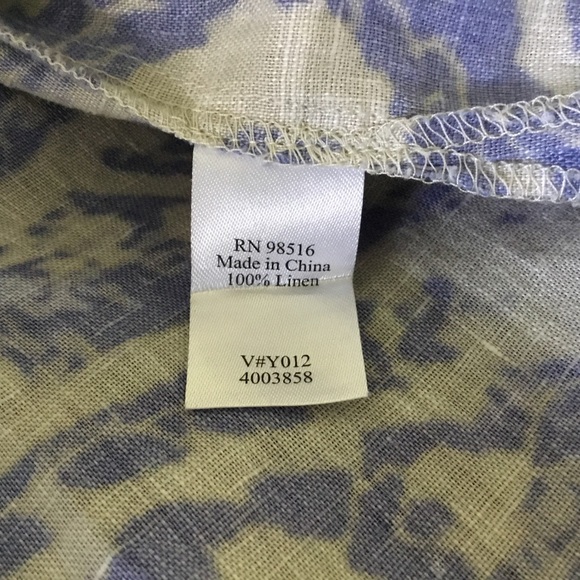 RN 98516
Made in China
100% Linen
V#Y012
4003858